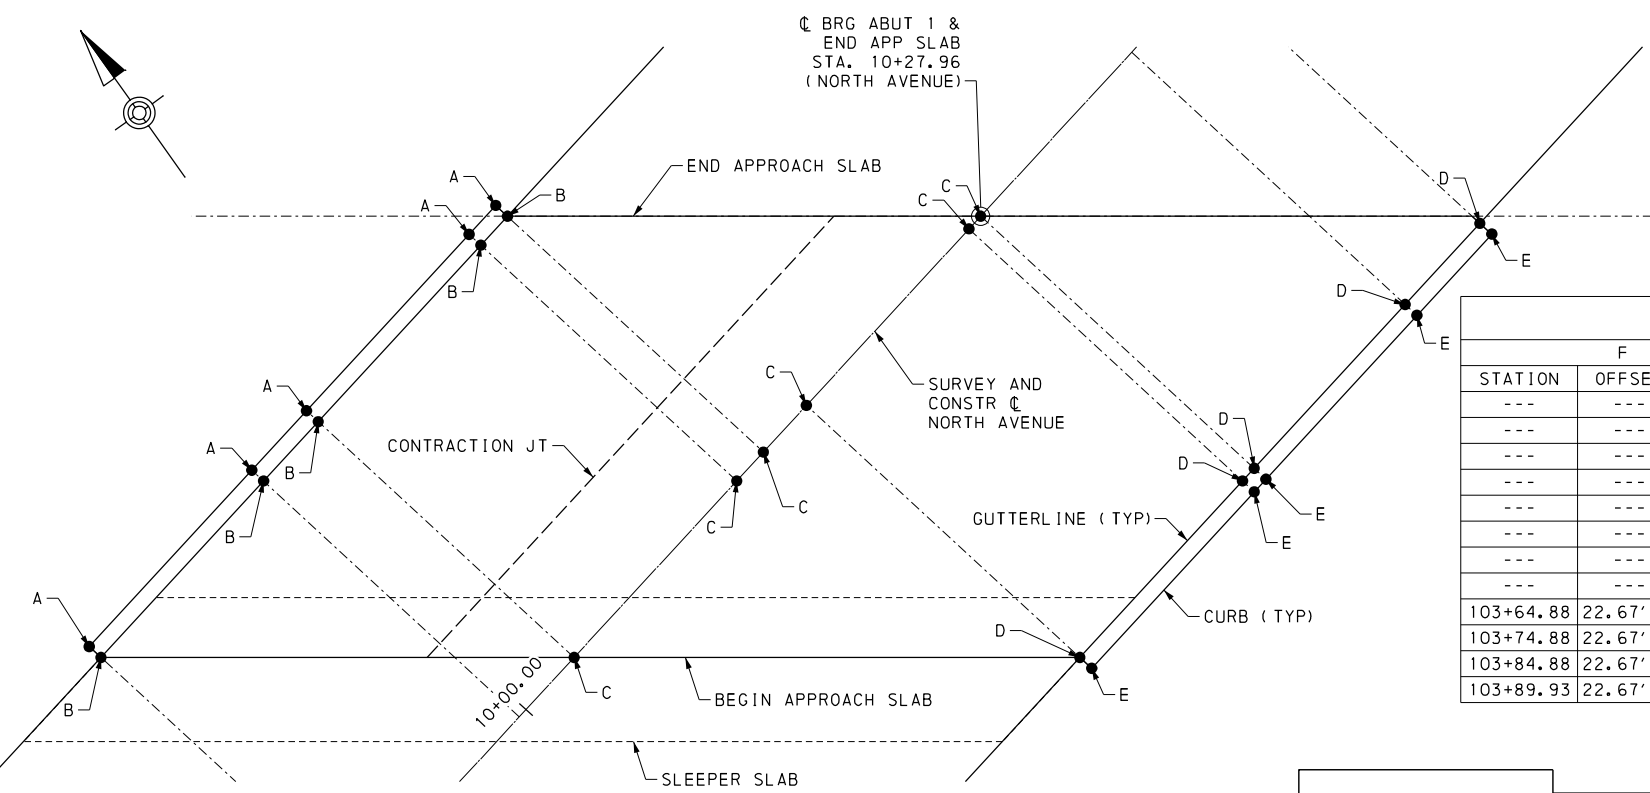 ℄ BRG ABUT 1 &
END APP SLAB
STA. 10+27.96
(NORTH AVENUE)
END APPROACH SLAB
A
B
A
B
C
C
D
E
D
E
A
B
A
B
CONTRACTION JT
C
SURVEY AND
CONSTR ℄
NORTH AVENUE
C
C
D
D
E
E
GUTTERLINE (TYP)
CURB (TYP)
A
B
10+00.00
C
D
E
BEGIN APPROACH SLAB
SLEEPER SLAB
F
STATION OFFSE
--- ---
--- ---
--- ---
--- ---
--- ---
--- ---
--- ---
--- ---
103+64.88 22.67'
103+74.88 22.67'
103+84.88 22.67'
103+89.93 22.67'